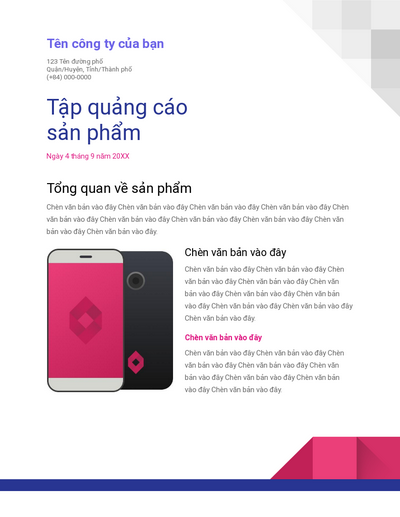 Tên công ty của bạn
123 Tên đường phố
Quận/Huyện, Tỉnh/Thành phố
(+84) 000-0000
Tập quảng cáo
sản phẩm
Ngày 4 tháng 9 năm 20XX
Tổng quan về sản phẩm
Chèn văn bản vào đây Chèn văn bản vào đây Chèn văn bản vào đây Chèn văn bản vào đây Chèn
văn bản vào đây Chèn văn bản vào đây Chèn văn bản vào đây Chèn văn bản vào đây Chèn văn
bản vào đây Chèn văn bản vào đây.
Chèn văn bản vào đây
Chèn văn bản vào đây Chèn văn bản vào đây Chèn
văn bản vào đây Chèn văn bản vào đây Chèn văn
bản vào đây Chèn văn bản vào đây Chèn văn bản
vào đây Chèn văn bản vào đây Chèn văn bản vào đây
Chèn văn bản vào đây.
Chèn văn bản vào đây
Chèn văn bản vào đây Chèn văn bản vào đây Chèn
văn bản vào đây Chèn văn bản vào đây Chèn văn
bản vào đây Chèn văn bản vào đây Chèn văn bản
vào đây Chèn văn bản vào đây.